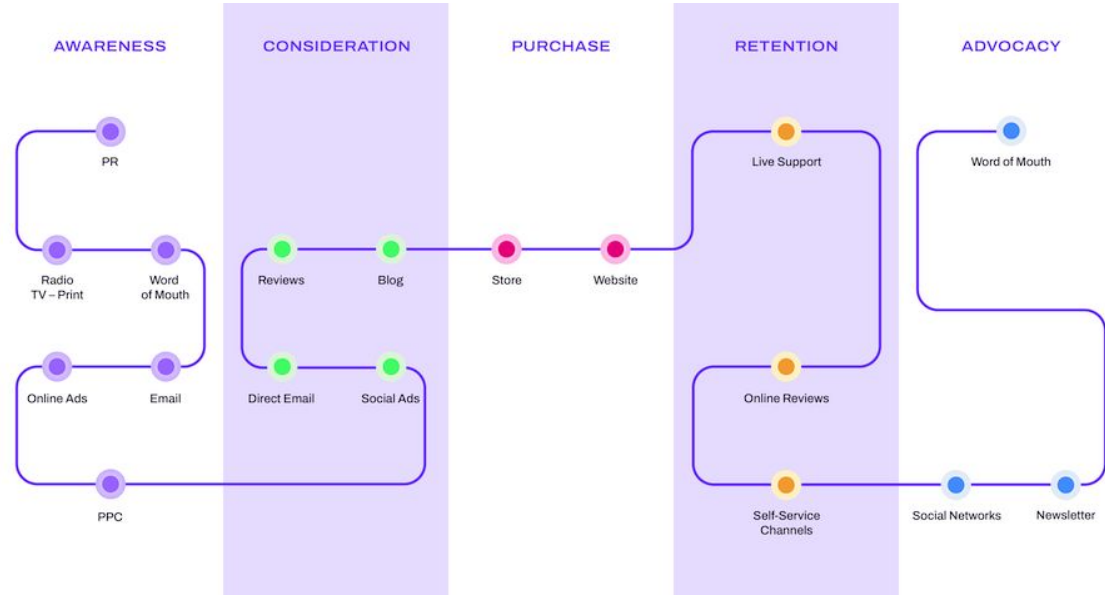 AWARENESS
CONSIDERATION
PURCHASE
RETENTION
ADVOCACY
PR
Live Support
Word of Mouth
Radio
TV – Print
Word
of Mouth
Reviews
Blog
Store
Website
Online Ads
Email
Direct Email
Social Ads
Online Reviews
PPC
Self-Service
Channels
Social Networks
Newsletter